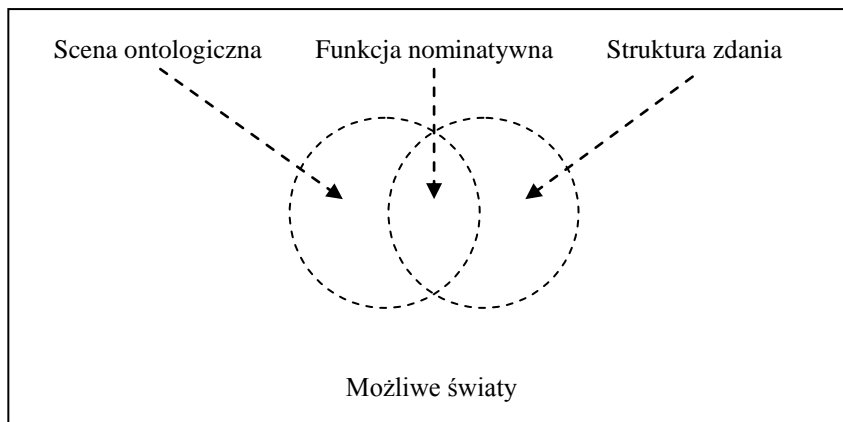 Scena ontologiczna Funkcja nominatywna Struktura zdania
Możliwe światy